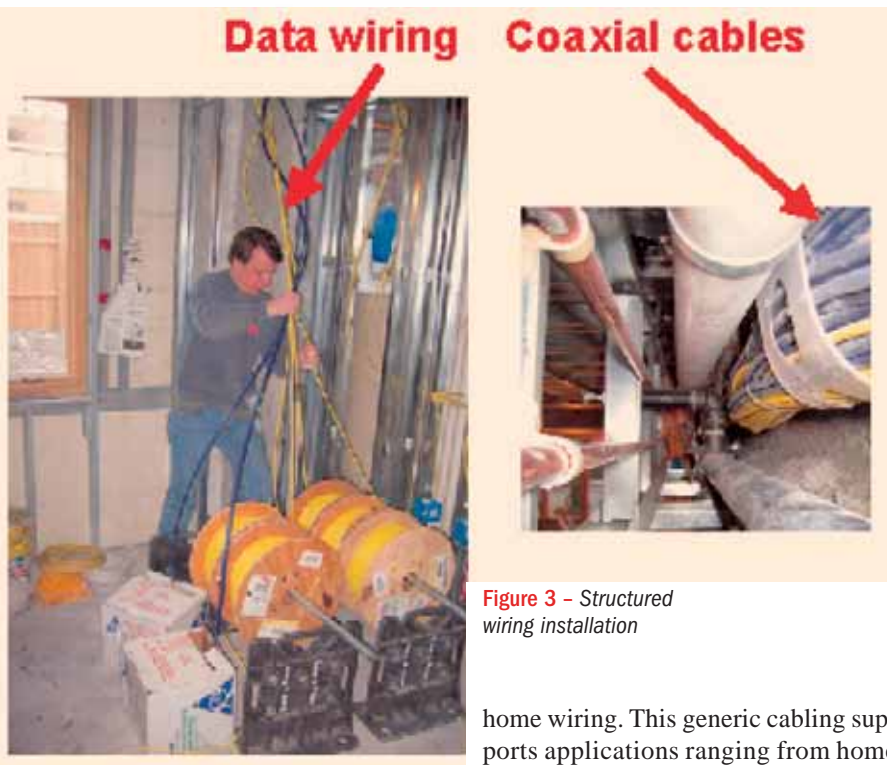 Data wiring
Coaxial cables
Figure 3 – Structured
wiring installation
home wiring. This generic cabling sup-
ports applications ranging from home